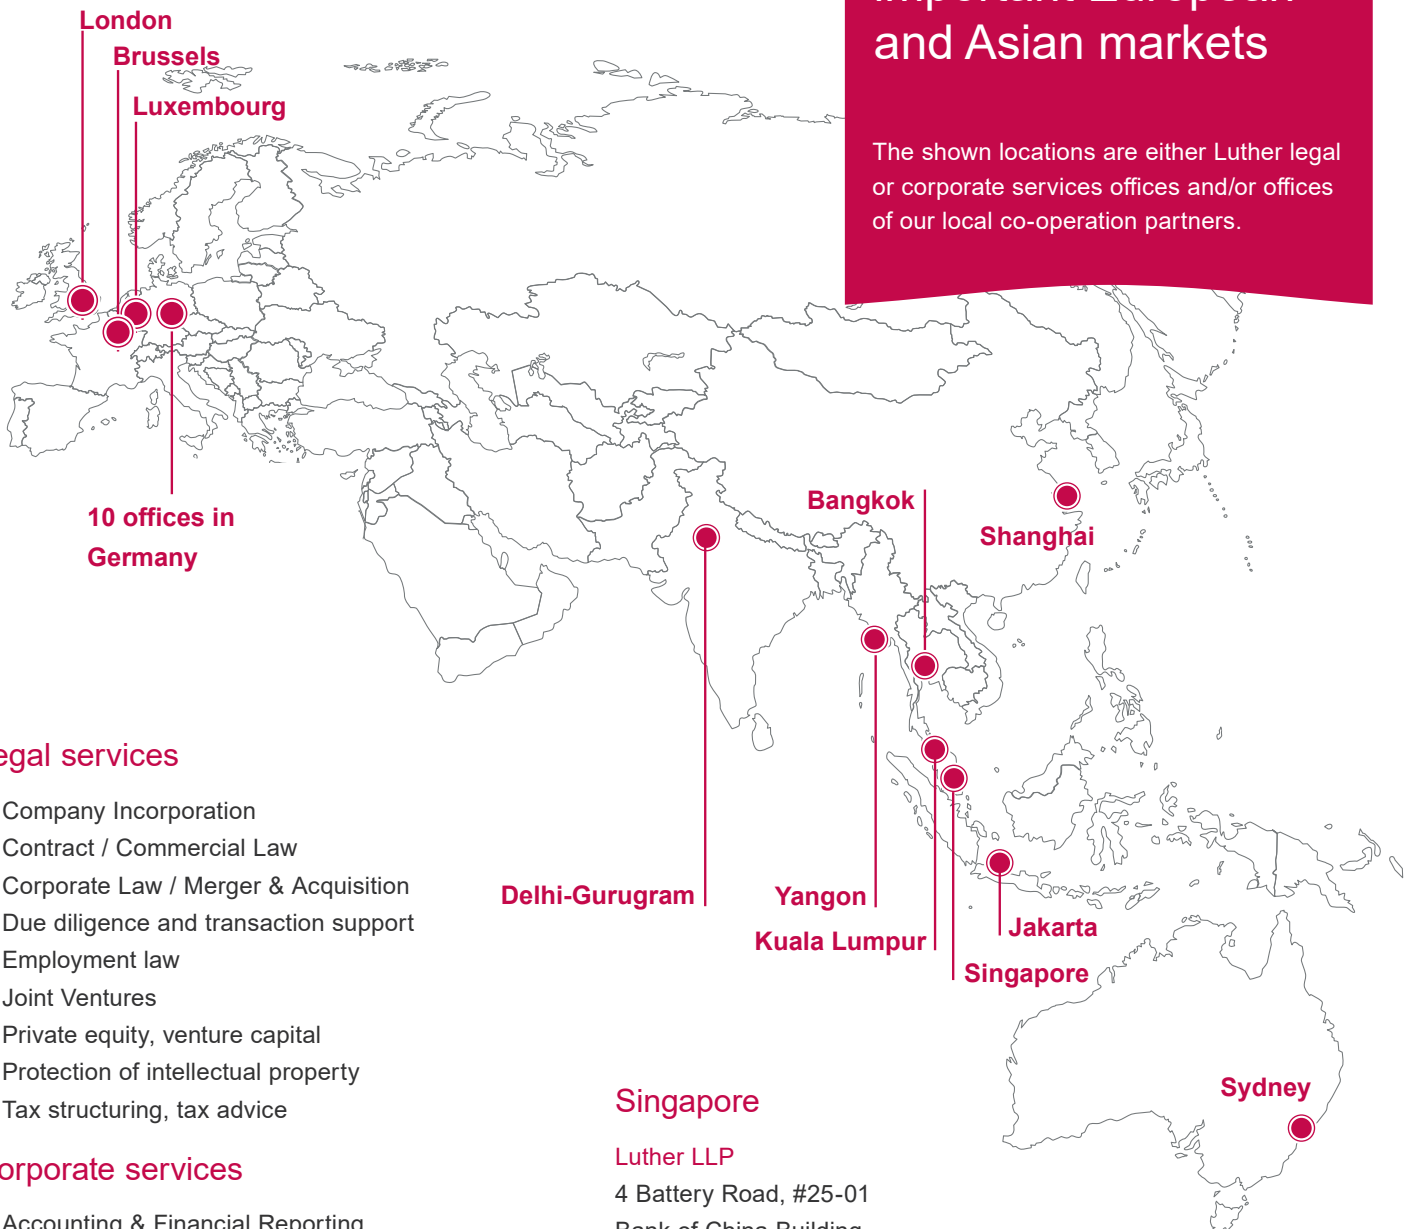 and Asian markets
The shown locations are either Luther legal
or corporate services offices and/or offices
of our local co-operation partners.
London
Brussels
Luxembourg
10 offices in
Germany
Bangkok
Shanghai
Delhi-Gurugram
Yangon
Kuala Lumpur
Jakarta
Singapore
Sydney
egal services
Company Incorporation
Contract / Commercial Law
Corporate Law / Merger & Acquisition
Due diligence and transaction support
Employment law
Joint Ventures
Private equity, venture capital
Protection of intellectual property
Tax structuring, tax advice
orporate services
Accounting & Financial Reporting
Singapore
Luther LLP
4 Battery Road, #25-01
Bank of China Building